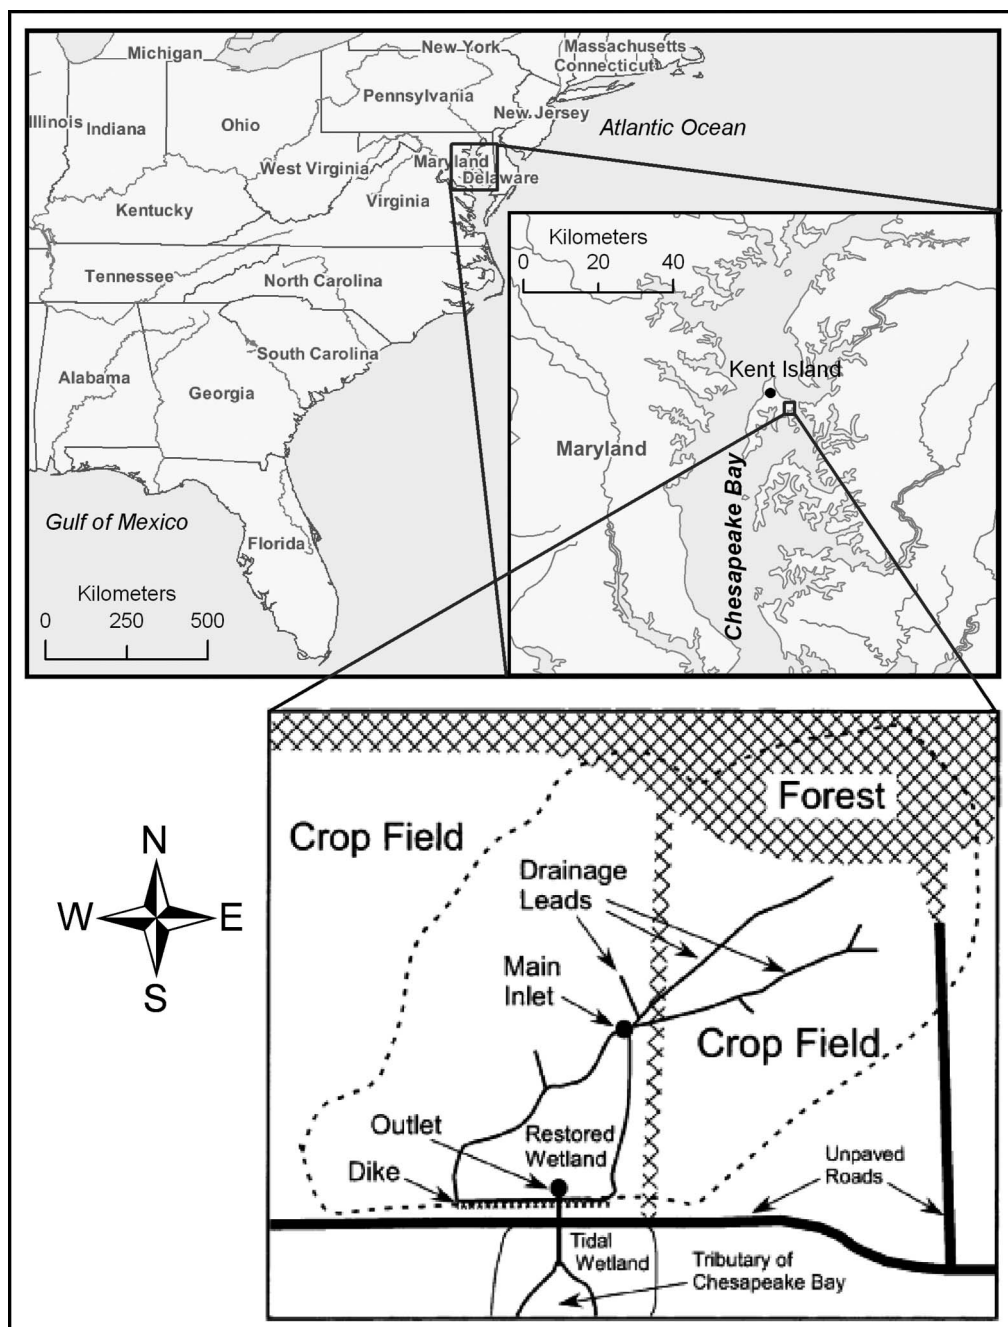 Michigan
New York
Massachusetts
Connecticut
Pennsylvania
New Jersey
Illinois
Indiana
Ohio
Atlantic Ocean
West Virginia
Maryland
Delaware
Virginia
Kentucky
Tennessee
North Carolina
South Carolina
Alabama
Georgia
Gulf of Mexico
Florida
Kilometers
0 250 500
Kilometers
0 20 40
Kent Island
Maryland
Chesapeake Bay
N
W E
S
Forest
Crop Field
Drainage
Leads
Main
Inlet
Crop Field
Outlet
Restored
Wetland
Dike
Unpaved
Roads
Tidal
Wetland
Tributary of
Chesapeake Bay